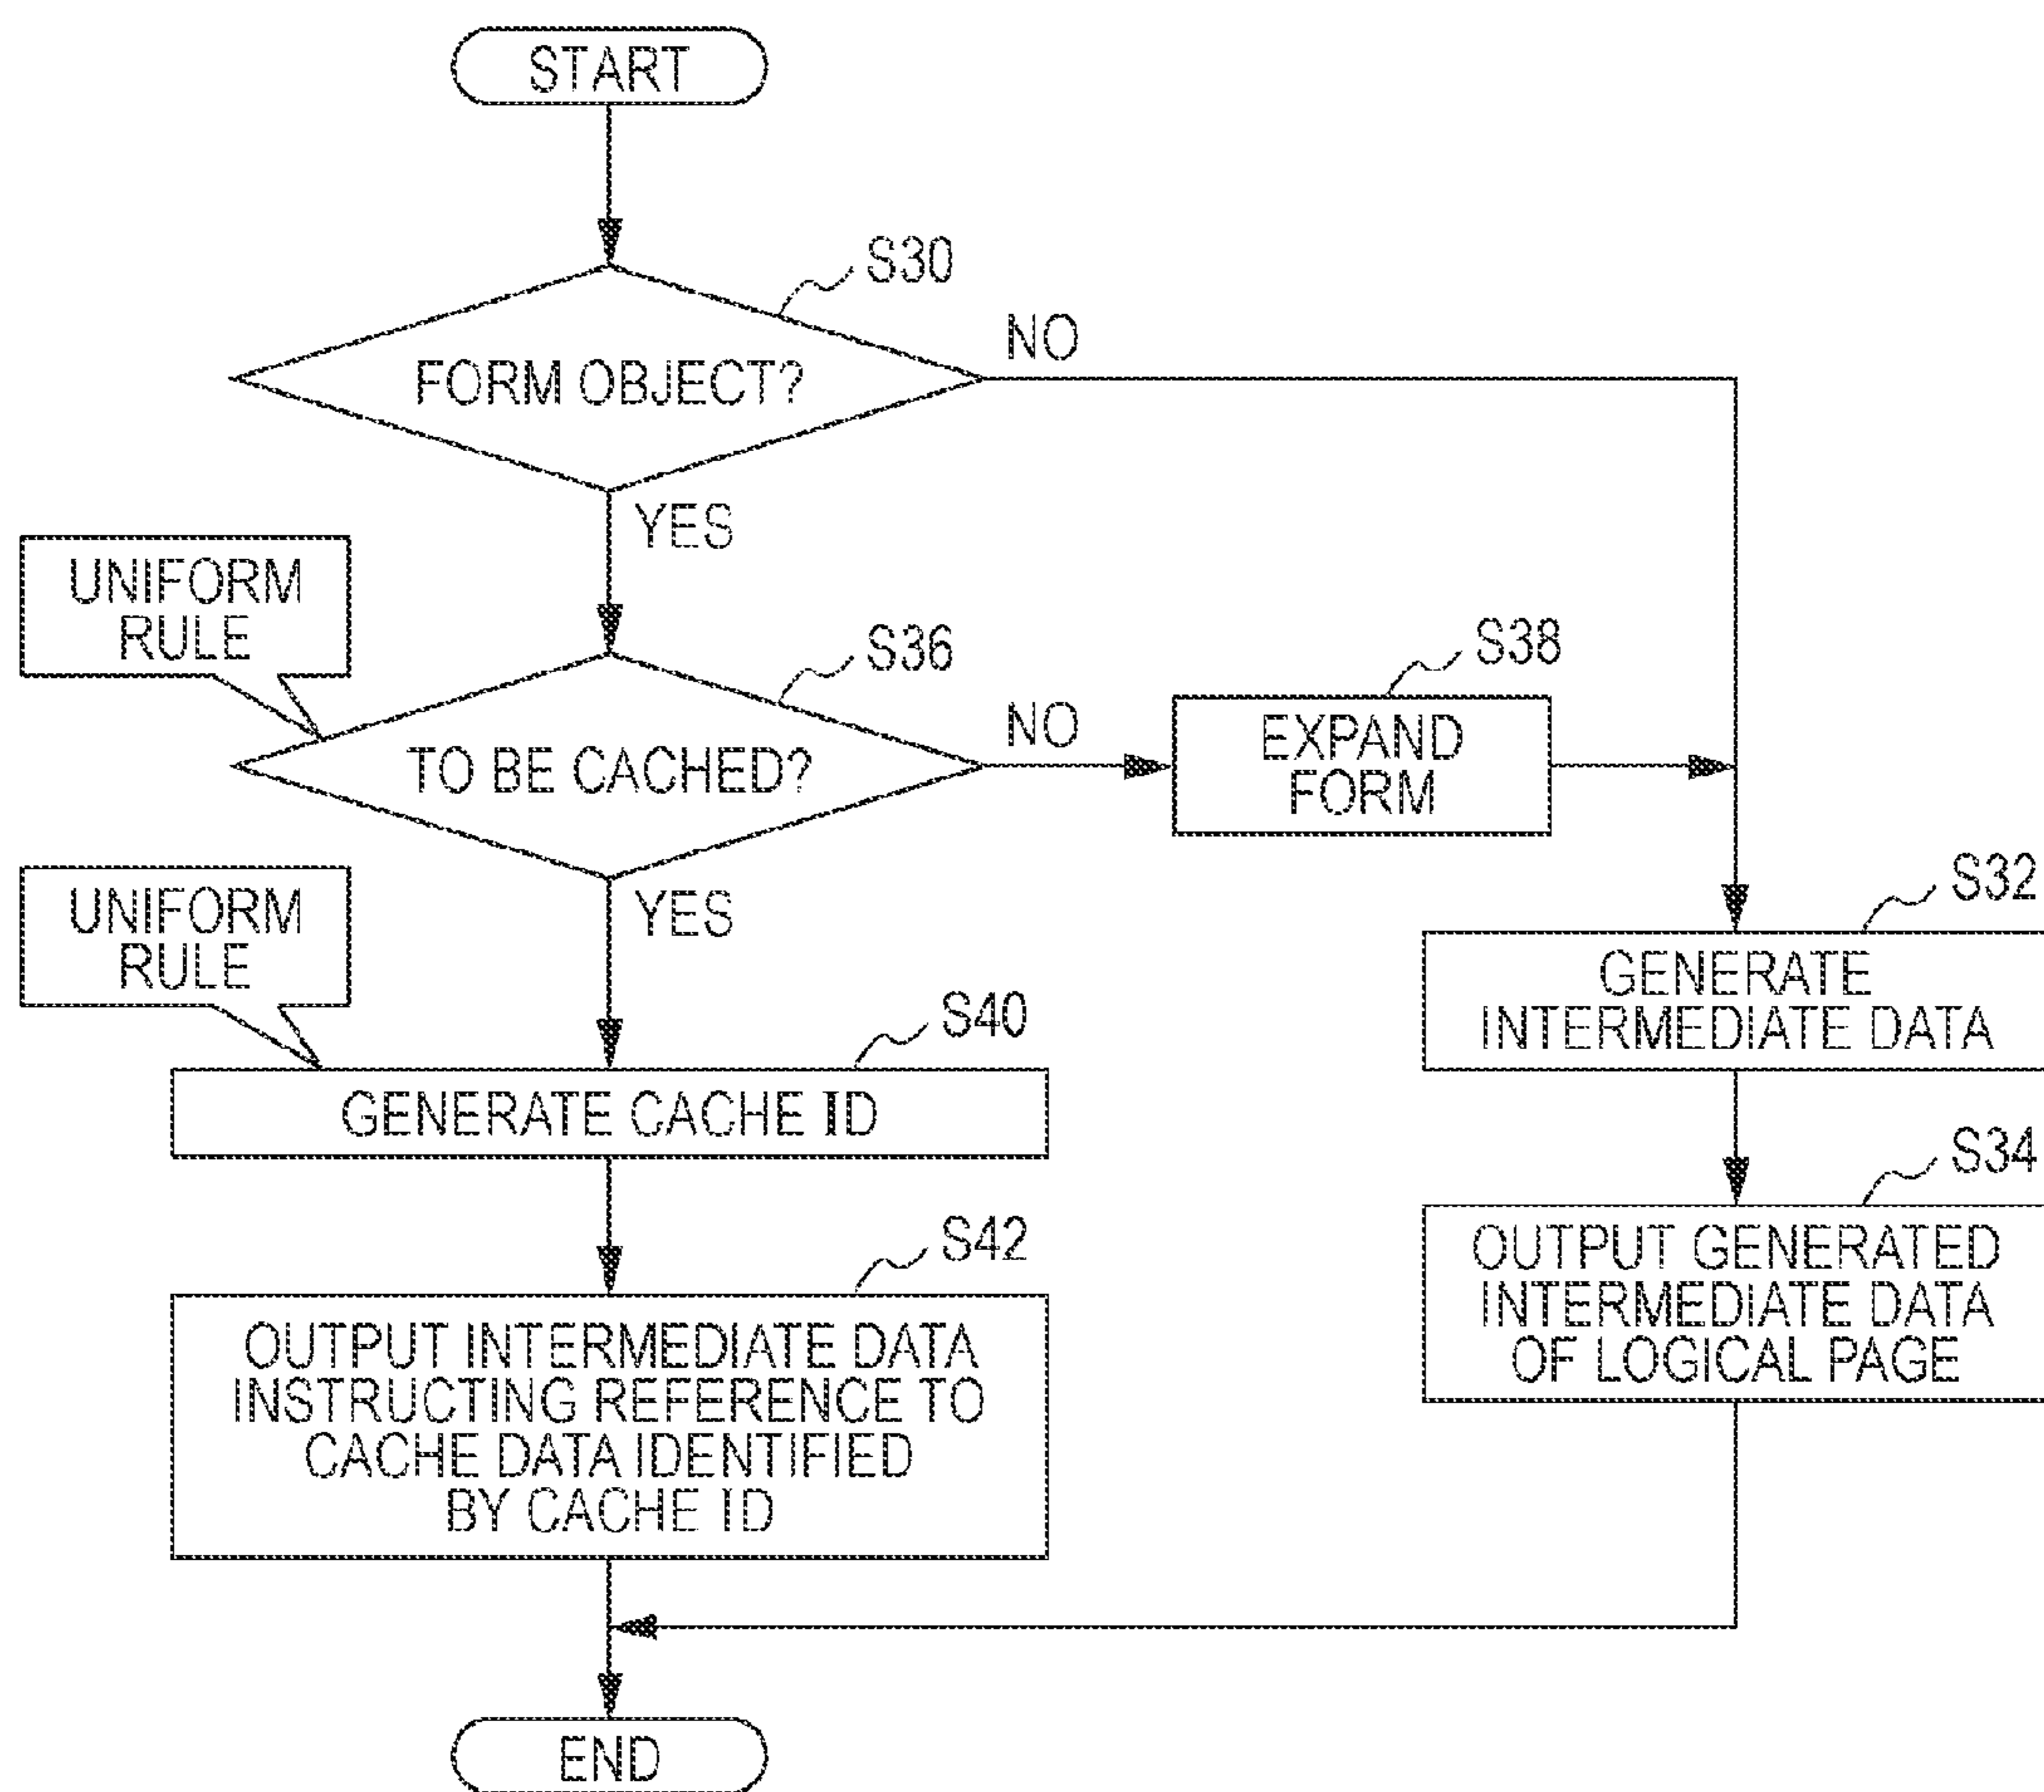 START
S30
FORM OBJECT?
NO
YES
UNIFORM
RULE
S36
TO BE CACHED?
NO
S38
EXPAND
FORM
YES
UNIFORM
RULE
S32
GENERATE
INTERMEDIATE DATA
S40
GENERATE CACHE ID
S34
OUTPUT GENERATED
INTERMEDIATE DATA
OF LOGICAL PAGE
S42
OUTPUT INTERMEDIATE DATA
INSTRUCTING REFERENCE TO
CACHE DATA IDENTIFIED
BY CACHE ID
END